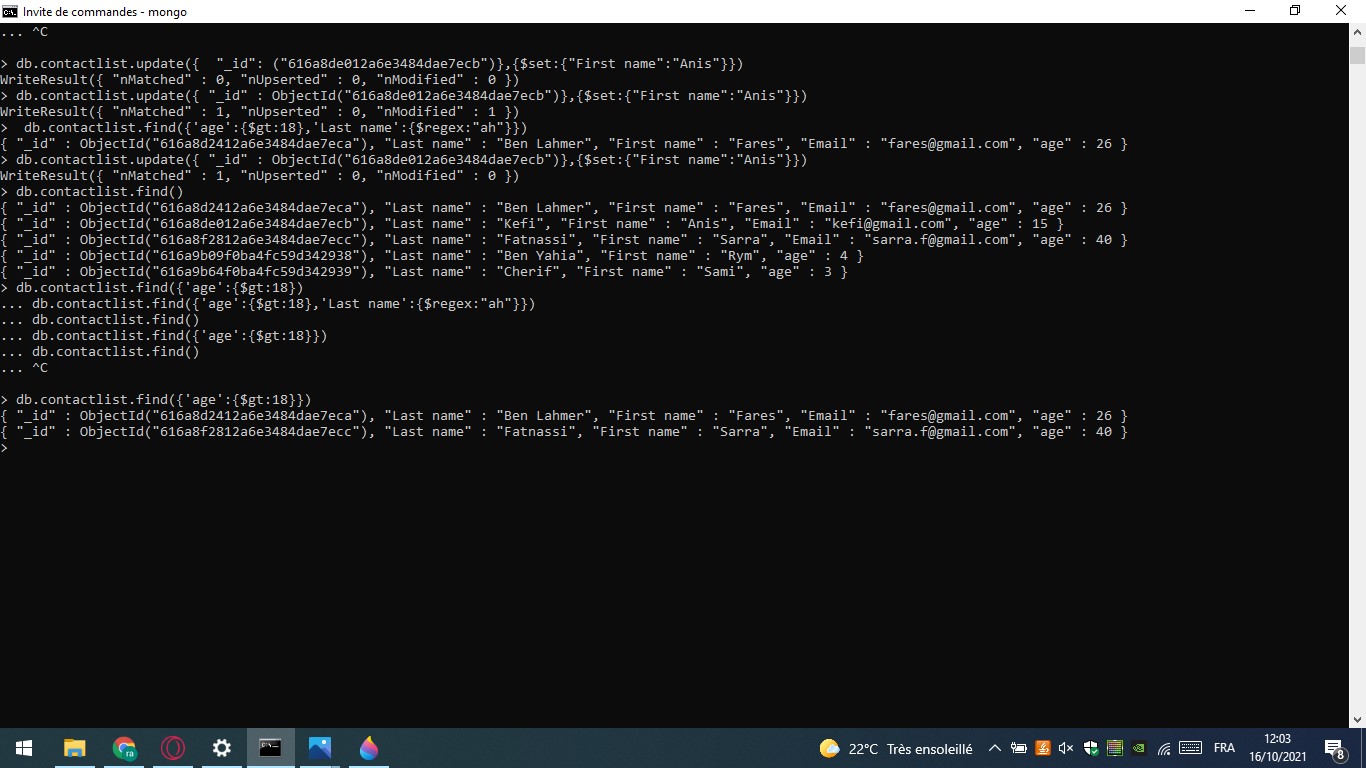 Invite de commandes - mongo
... ^C
> db.contactlist.update({  "_id": ("616a8de012a6e3484dae7ecb")},{$set:{"First name":"Anis"}})
WriteResult({ "nMatched" : 0, "nUpserted" : 0, "nModified" : 0 })
> db.contactlist.update({ "_id" : ObjectId("616a8de012a6e3484dae7ecb")},{$set:{"First name":"Anis"}})
WriteResult({ "nMatched" : 1, "nUpserted" : 0, "nModified" : 1 })
>  db.contactlist.find({'age':{$gt:18},'Last name':{$regex:"ah"}})
{ "_id" : ObjectId("616a8d2412a6e3484dae7eca"), "Last name" : "Ben Lahmer", "First name" : "Fares", "Email" : "fares@gmail.com", "age" : 26 }
> db.contactlist.update({ "_id" : ObjectId("616a8de012a6e3484dae7ecb")},{$set:{"First name":"Anis"}})
WriteResult({ "nMatched" : 1, "nUpserted" : 0, "nModified" : 0 })
> db.contactlist.find()
{ "_id" : ObjectId("616a8d2412a6e3484dae7eca"), "Last name" : "Ben Lahmer", "First name" : "Fares", "Email" : "fares@gmail.com", "age" : 26 }
{ "_id" : ObjectId("616a8de012a6e3484dae7ecb"), "Last name" : "Kefi", "First name" : "Anis", "Email" : "kefi@gmail.com", "age" : 15 }
{ "_id" : ObjectId("616a8f2812a6e3484dae7ecc"), "Last name" : "Fatnassi", "First name" : "Sarra", "Email" : "sarra.f@gmail.com", "age" : 40 }
{ "_id" : ObjectId("616a9b09f0ba4fc59d342938"), "Last name" : "Ben Yahia", "First name" : "Rym", "age" : 4 }
{ "_id" : ObjectId("616a9b64f0ba4fc59d342939"), "Last name" : "Cherif", "First name" : "Sami", "age" : 3 }
> db.contactlist.find({'age':{$gt:18})
... db.contactlist.find({'age':{$gt:18},'Last name':{$regex:"ah"}})
... db.contactlist.find()
... db.contactlist.find({'age':{$gt:18}})
... db.contactlist.find()
... ^C
> db.contactlist.find({'age':{$gt:18}})
{ "_id" : ObjectId("616a8d2412a6e3484dae7eca"), "Last name" : "Ben Lahmer", "First name" : "Fares", "Email" : "fares@gmail.com", "age" : 26 }
{ "_id" : ObjectId("616a8f2812a6e3484dae7ecc"), "Last name" : "Fatnassi", "First name" : "Sarra", "Email" : "sarra.f@gmail.com", "age" : 40 }
>
ra
22°C Très ensoleillé
FRA
12:03
16/10/2021
8